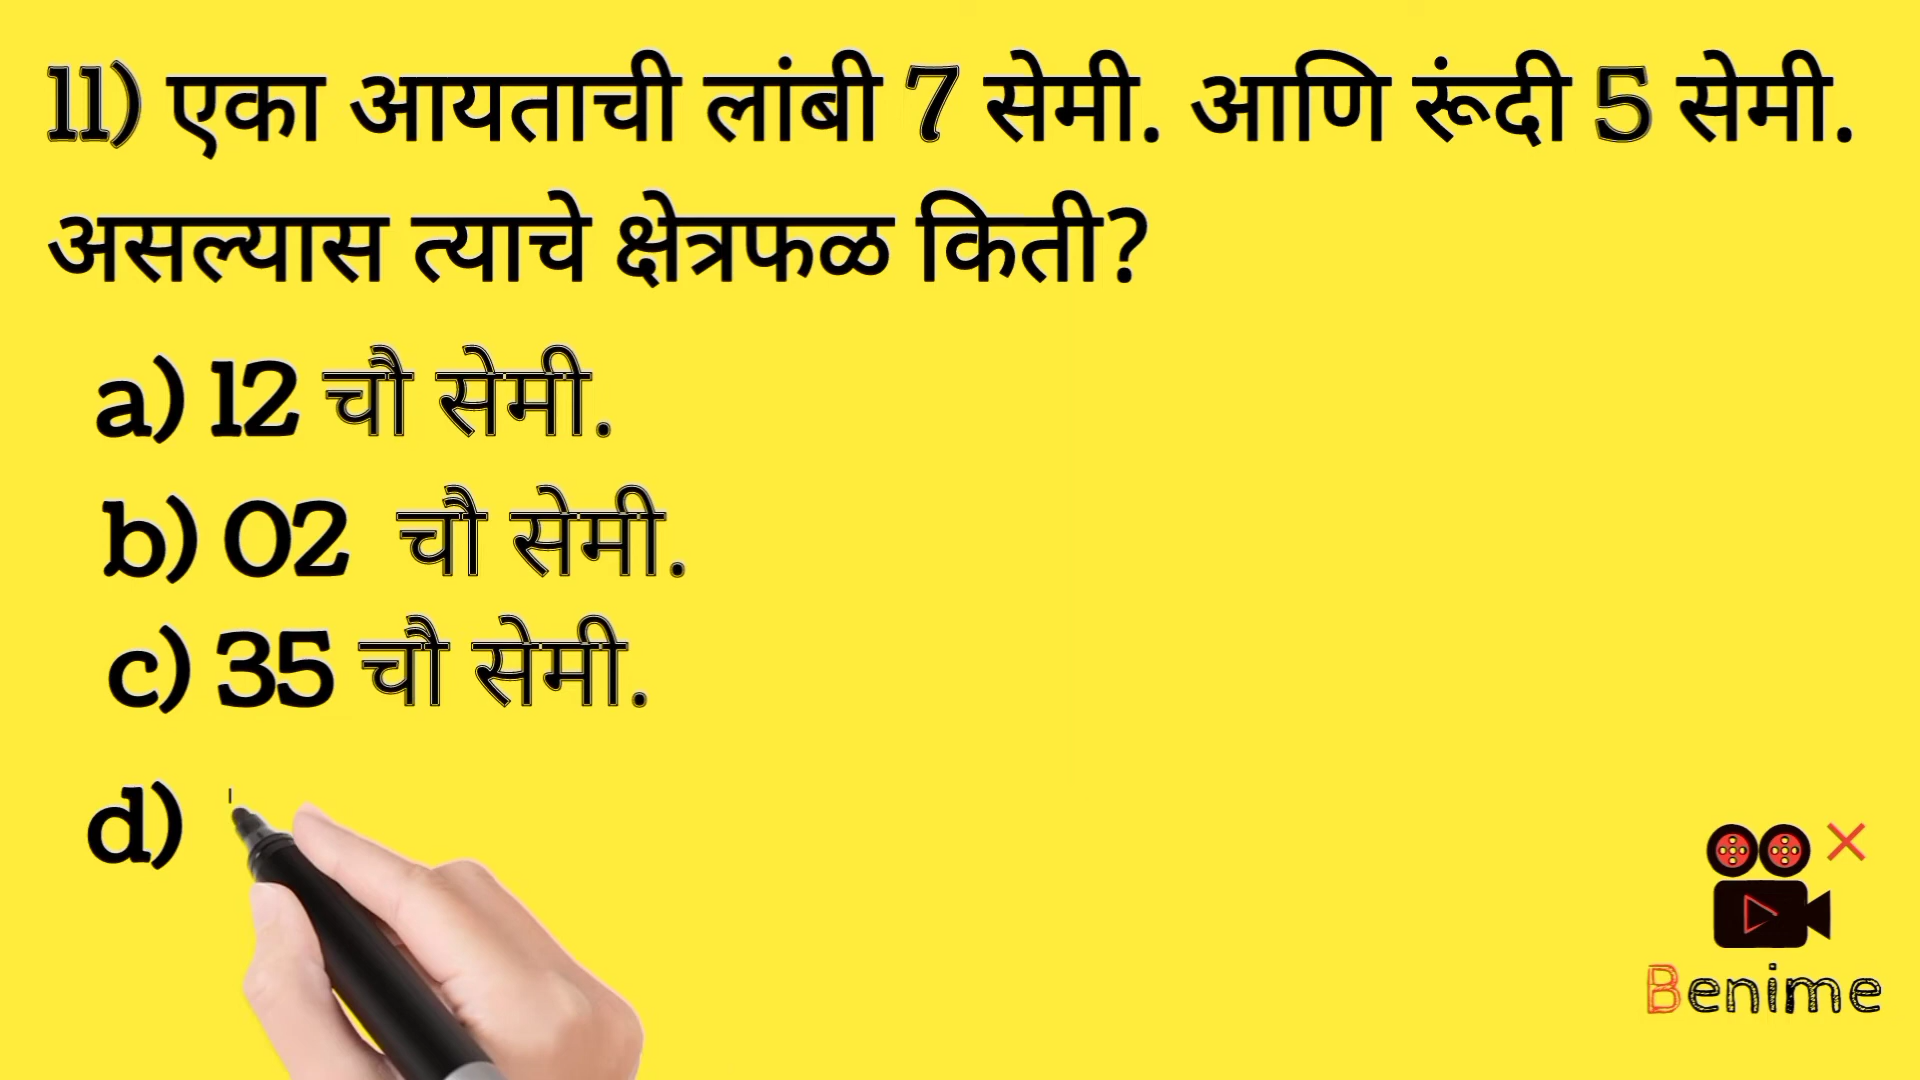 11) एका आयताची लांबी 7 सेमी. आणि रूंदी 5 सेमी.
असल्यास त्याचे क्षेत्रफळ किती?
a) 12 चौ सेमी.
b) 02 चौ सेमी.
c) 35 चौ सेमी.
d)
Benime